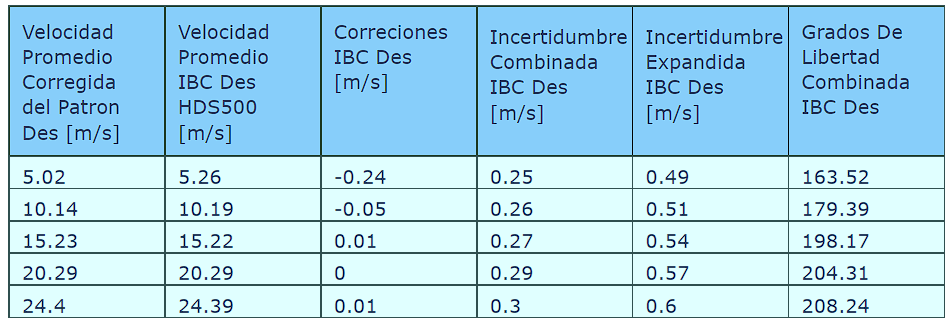 Velocidad Promedio Corregida del Patron Des [m/s] Velocidad Promedio IBC Des HDS500 [m/s] Correciones IBC Des [m/s] Incertidumbre Combinada IBC Des [m/s] Incertidumbre Expandida IBC Des [m/s] Grados De Libertad Combinada IBC Des
5.02 5.26 -0.24 0.25 0.49 163.52
10.14 10.19 -0.05 0.26 0.51 179.39
15.23 15.22 0.01 0.27 0.54 198.17
20.29 20.29 0 0.29 0.57 204.31
24.4 24.39 0.01 0.3 0.6 208.24